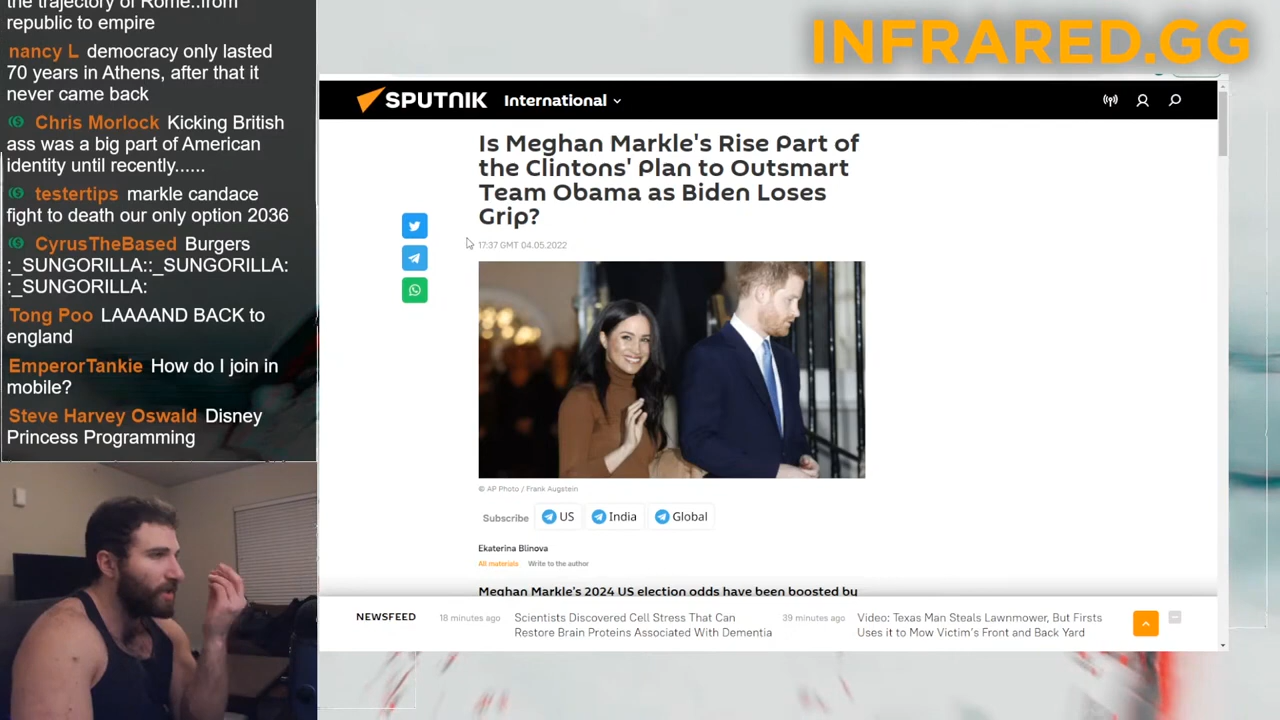 the trajectory of Rome..from
republic to empire
nancy L democracy only lasted
70 years in Athens, after that it
never came back
Chris Morlock Kicking British
ass was a big part of American
identity until recently......
testertips markle candace
fight to death our only option 2036
CyrusTheBased Burgers
:_SUNGORILLA::_SUNGORILLA:
:_SUNGORILLA:
Tong Poo LAAAAND BACK to
england
EmperorTankie How do I join in
mobile?
Steve Harvey Oswald Disney
Princess Programming
INFRARED.GG
SPUTNIK International
Is Meghan Markle's Rise Part of
the Clintons' Plan to Outsmart
Team Obama as Biden Loses
Grip?
17:37 GMT 04.05.2022
© AP Photo / Frank Augstein
Subscribe US India Global
Ekaterina Blinova
All materials Write to the author
Meghan Markle's 2024 US election odds have been boosted by
NEWSFEED
18 minutes ago
Scientists Discovered Cell Stress That Can
Restore Brain Proteins Associated With Dementia
39 minutes ago
Video: Texas Man Steals Lawnmower, But Firsts
Uses it to Mow Victim's Front and Back Yard